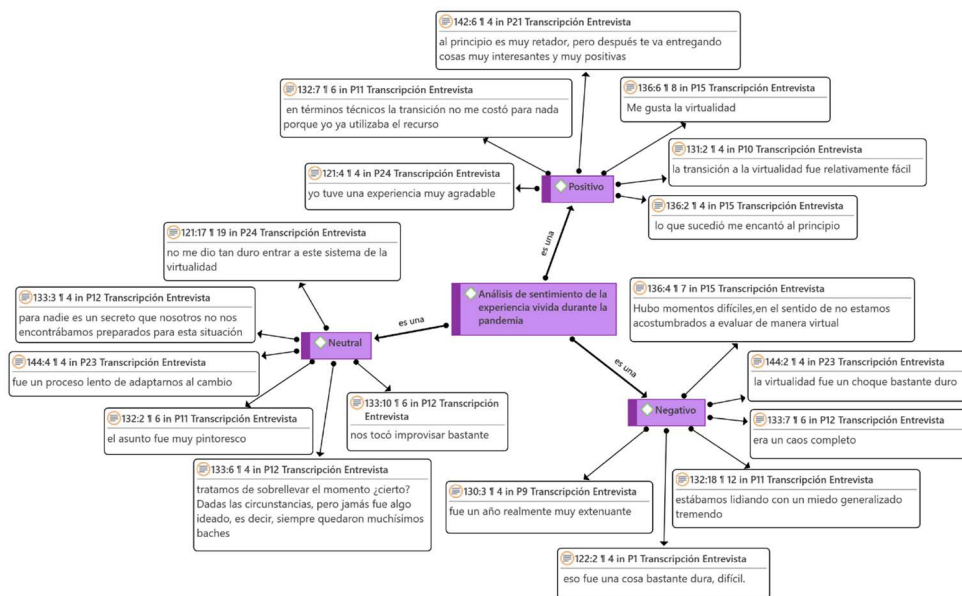 142:6 ¶ 4 in P21 Transcripción Entrevista
al principio es muy retador, pero después te va entregando
cosas muy interesantes y muy positivas
132:7 ¶ 6 in P11 Transcripción Entrevista
en términos técnicos la transición no me costó para nada
porque yo ya utilizaba el recurso
136:6 ¶ 8 in P15 Transcripción Entrevista
Me gusta la virtualidad
131:2 ¶ 4 in P10 Transcripción Entrevista
la transición a la virtualidad fue relativamente fácil
121:4 ¶ 4 in P24 Transcripción Entrevista
yo tuve una experiencia muy agradable
Positivo
136:2 ¶ 4 in P15 Transcripción Entrevista
lo que sucedió me encantó al principio
es una
121:17 ¶ 19 in P24 Transcripción Entrevista
no me dio tan duro entrar a este sistema de la
virtualidad
133:3 ¶ 4 in P12 Transcripción Entrevista
para nadie es un secreto que nosotros no nos
encontrábamos preparados para esta situación
es una
Neutral
Análisis de sentimiento de la
experiencia vivida durante la
pandemia
es una
136:4 ¶ 7 in P15 Transcripción Entrevista
Hubo momentos difíciles,en el sentido de no estamos
acostumbrados a evaluar de manera virtual
144:4 ¶ 4 in P23 Transcripción Entrevista
fue un proceso lento de adaptarnos al cambio
144:2 ¶ 4 in P23 Transcripción Entrevista
la virtualidad fue un choque bastante duro
132:2 ¶ 6 in P11 Transcripción Entrevista
el asunto fue muy pintoresco
133:10 ¶ 6 in P12 Transcripción
Entrevista
nos tocó improvisar bastante
Negativo
133:7 ¶ 6 in P12 Transcripción Entrevista
era un caos completo
133:6 ¶ 4 in P12 Transcripción Entrevista
tratamos de sobrellevar el momento ¿cierto?
Dadas las circunstancias, pero jamás fue algo
ideado, es decir, siempre quedaron muchísimos
baches
130:3 ¶ 4 in P9 Transcripción Entrevista
fue un año realmente muy extenuante
132:18 ¶ 12 in P11 Transcripción Entrevista
estábamos lidiando con un miedo generalizado
tremendo
122:2 ¶ 4 in P1 Transcripción Entrevista
eso fue una cosa bastante dura, difícil.